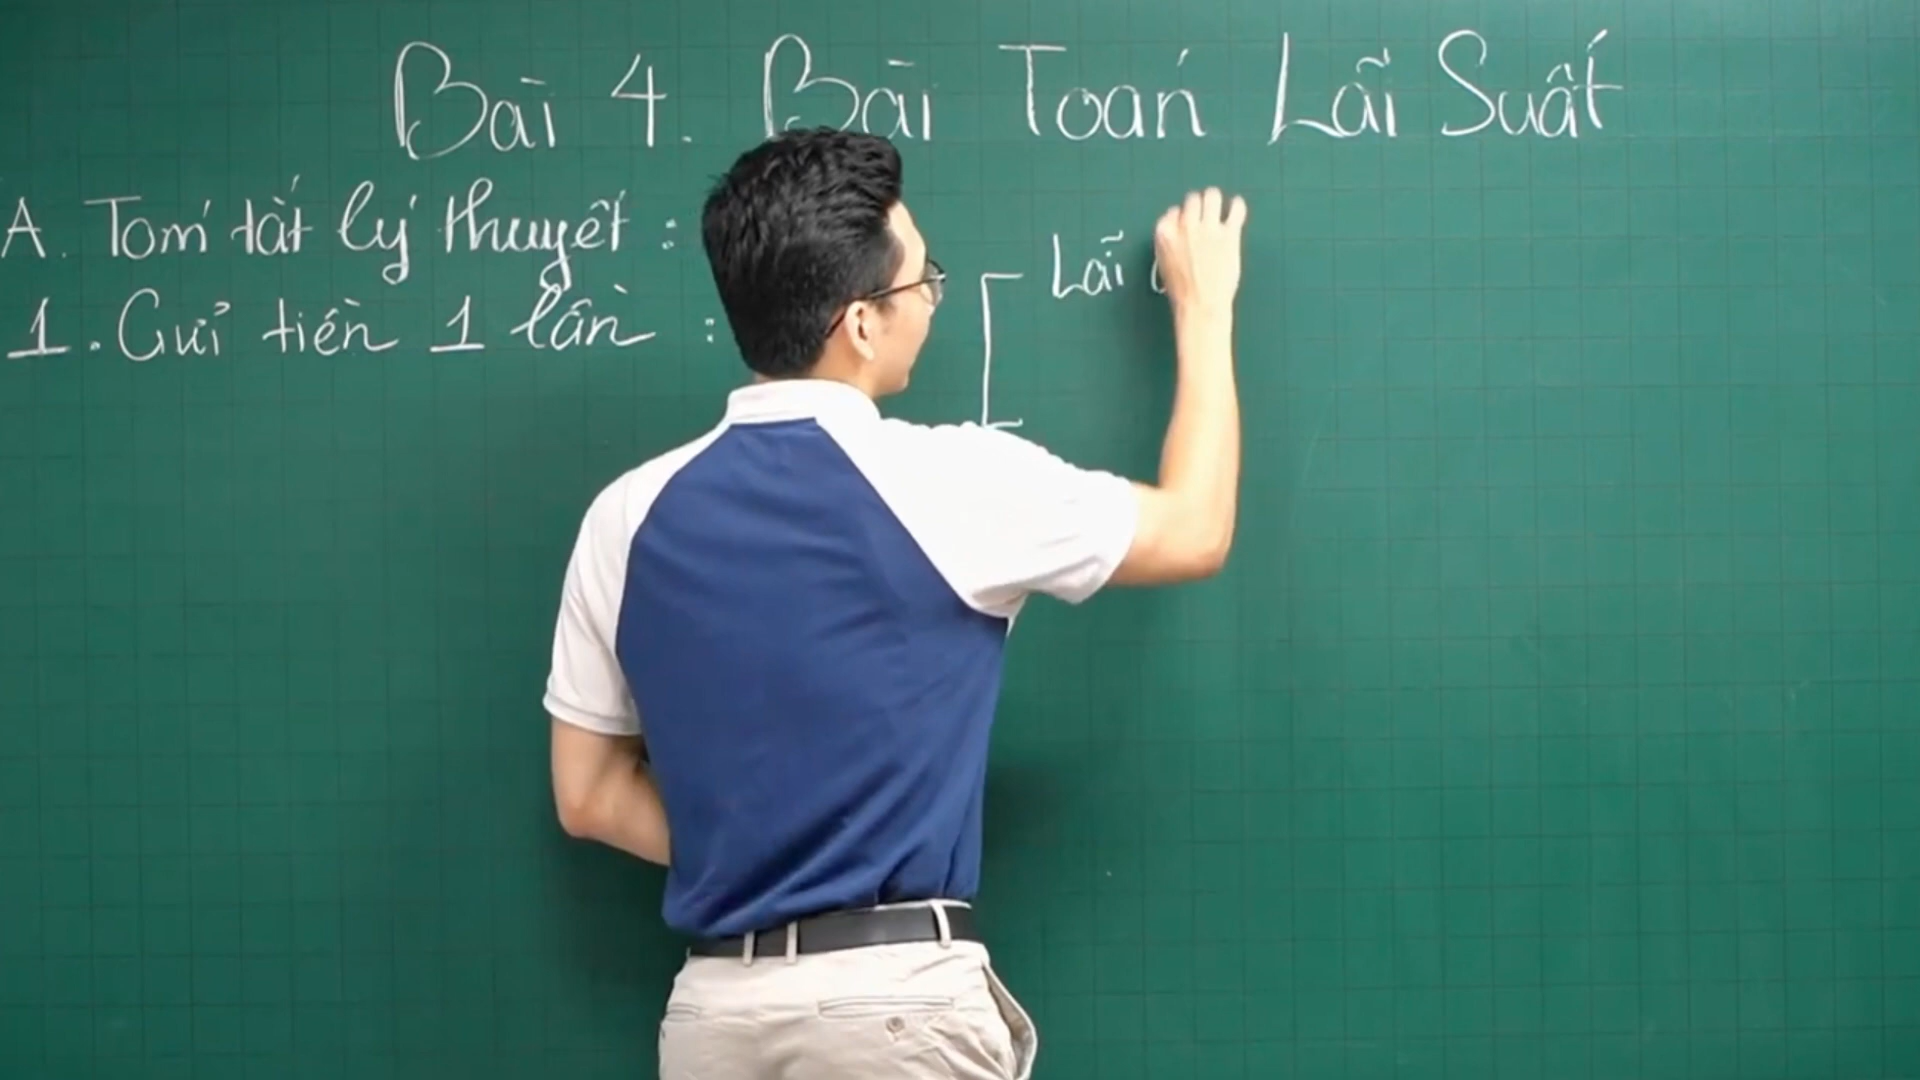 Bài 4. Bài Toán Lãi Suất
A. Tóm tắt lý thuyết :
1. Gửi tiền 1 lần :
Lãi